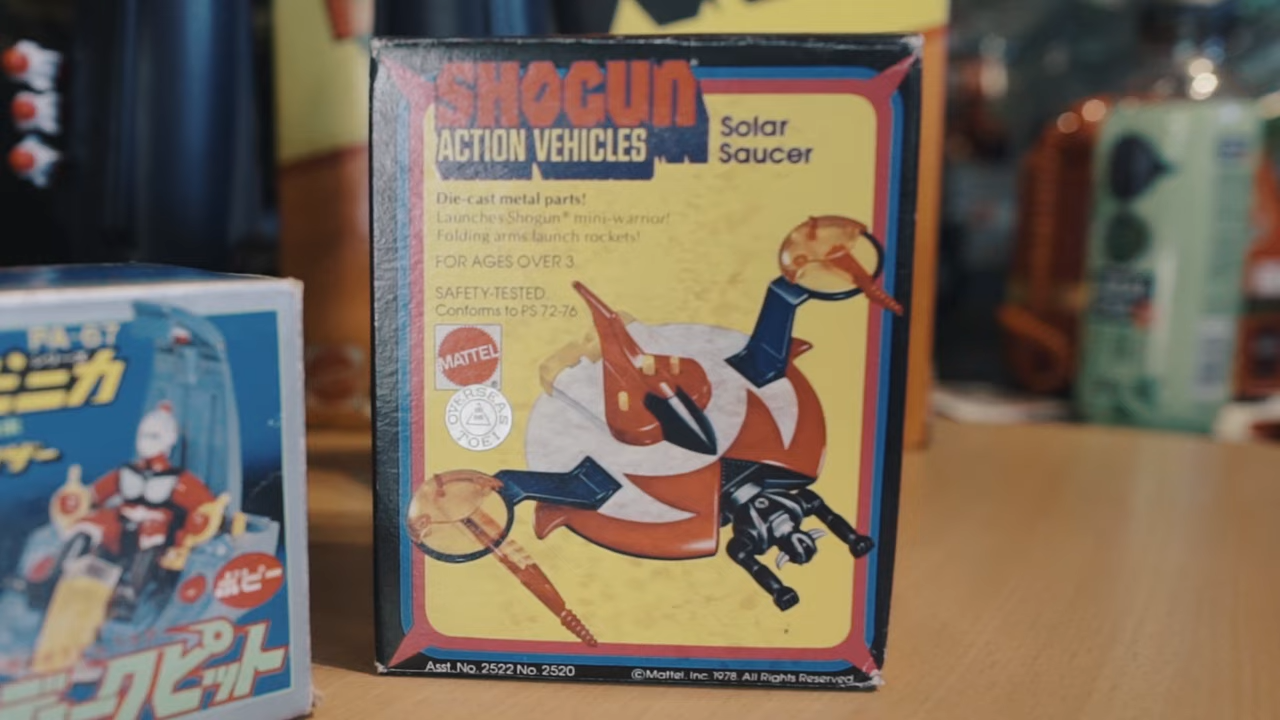 SHOGUN
ACTION VEHICLES
Solar
Saucer
Die-cast metal parts!
Launches Shogun® mini-warrior!
Folding arms launch rockets!
FOR AGES OVER 3
SAFETY-TESTED.
Conforms to PS 72-76
MATTEL
OVERSEAS
TOEI
Asst. No. 2522 No. 2520
©Mattel, Inc. 1978. All Rights Reserved
PA-67
ニカ
ポピー
クピット